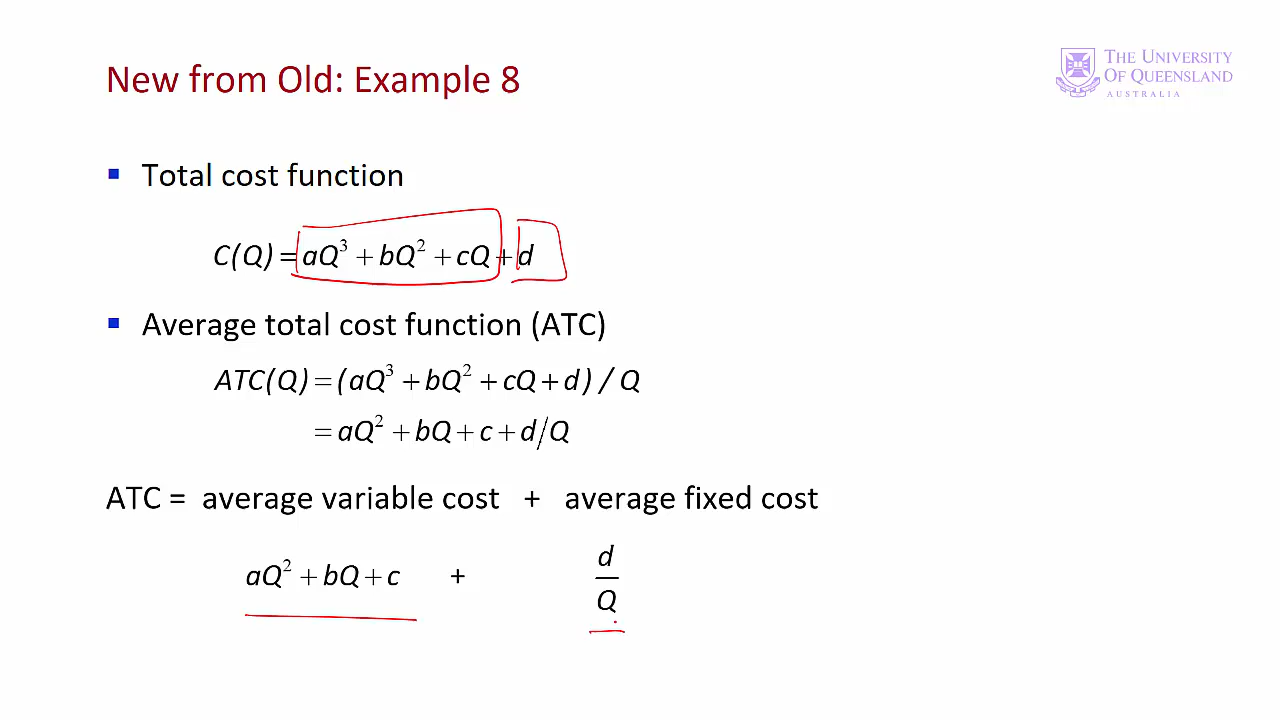 New from Old: Example 8
THE UNIVERSITY
OF QUEENSLAND
AUSTRALIA
▪ Total cost function
C(Q) = aQ³ + bQ² + cQ + d
▪ Average total cost function (ATC)
ATC(Q) = (aQ³ + bQ² + cQ + d) / Q
= aQ² + bQ + c + d/Q
ATC = average variable cost + average fixed cost
aQ² + bQ + c + d/Q